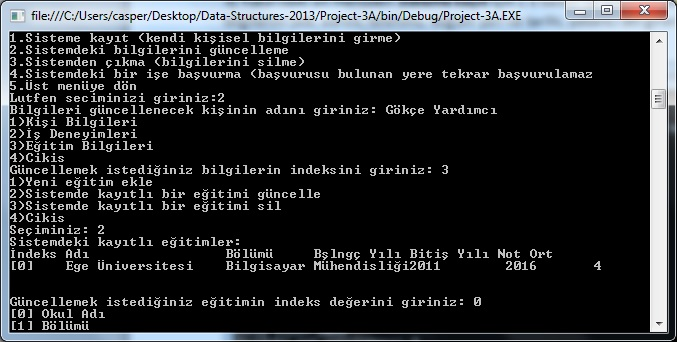 file:///C:/Users/casper/Desktop/Data-Structures-2013/Project-3A/bin/Debug/Project-3A.EXE
1.Sisteme kayıt (kendi kişisel bilgilerini girme)
2.Sistemdeki bilgilerini güncelleme
3.Sistemden çıkma (bilgilerini silme)
4.Sistemdeki bir işe başvurma (başvurusu bulunan yere tekrar başvurulamaz
5.Üst menüye dön
Lutfen seciminizi giriniz:2
Bilgileri güncellenecek kişinin adını giriniz: Gökçe Yardımcı
1)Kişi Bilgileri
2)İş Deneyimleri
3)Eğitim Bilgileri
4)Cikis
Güncellemek istediğiniz bilgilerin indeksini giriniz: 3
1)Yeni eğitim ekle
2)Sistemde kayıtlı bir eğitimi güncelle
3)Sistemde kayıtlı bir eğitimi sil
4)Cikis
Seçiminiz: 2
Sistemdeki kayıtlı eğitimler:
İndeks Adı Bölümü Bşlngç Yılı Bitiş Yılı Not Ort
[0] Ege Üniversitesi Bilgisayar Mühendisliği2011 2016 4
Güncellemek istediğiniz eğitimin indeks değerini giriniz: 0
[0] Okul Adı
[1] Bölümü